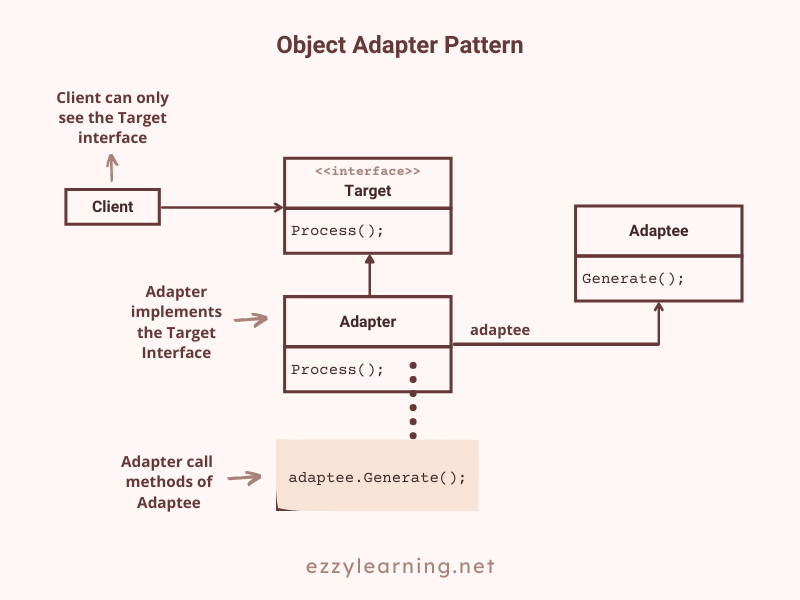 Object Adapter Pattern
Client can only
see the Target
interface
Client
<<interface>>
Target
Process();
Adaptee
Generate();
Adapter
implements
the Target
Interface
Adapter
Process();
adaptee
Adapter call
methods of
Adaptee
adaptee.Generate();
ezzylearning.net